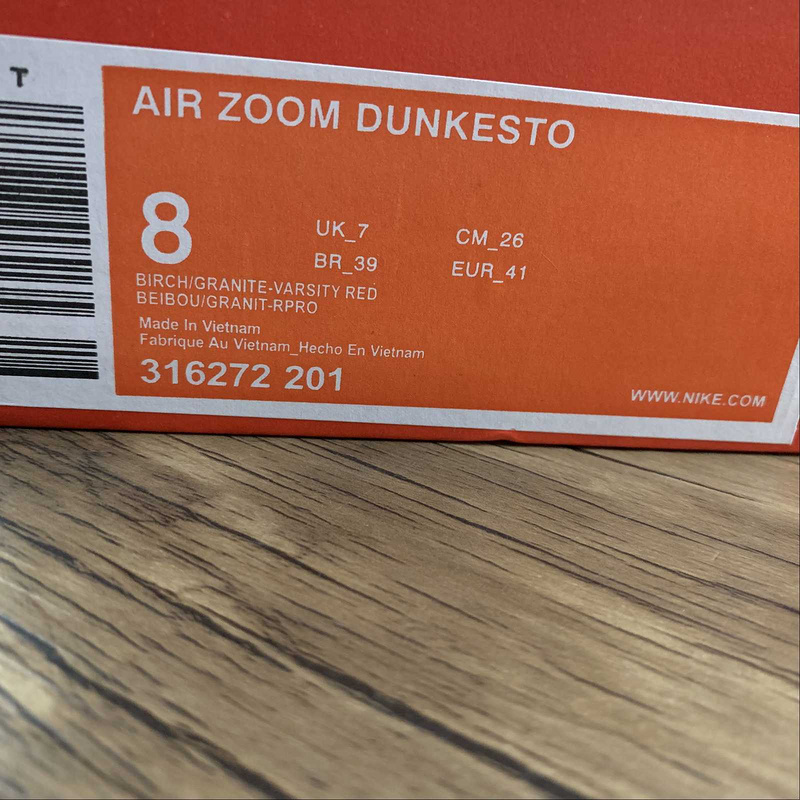 T
AIR ZOOM DUNKESTO
8
UK_7 CM_26
BR_39 EUR_41
BIRCH/GRANITE-VARSITY RED
BEIBOU/GRANIT-RPRO
Made In Vietnam
Fabrique Au Vietnam_Hecho En Vietnam
316272 201
WWW.NIKE.COM